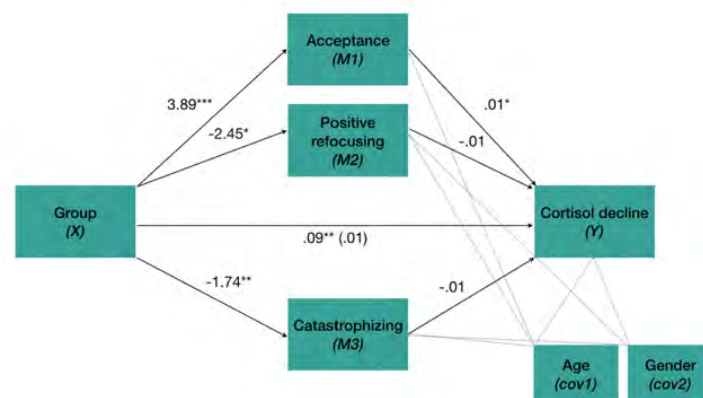 Acceptance
(M1)
3.89***
.01*
Positive
refocusing
(M2)
-2.45*
-.01
Group
(X)
Cortisol decline
(Y)
.09** (.01)
-1.74**
-.01
Catastrophizing
(M3)
Age
(cov1)
Gender
(cov2)